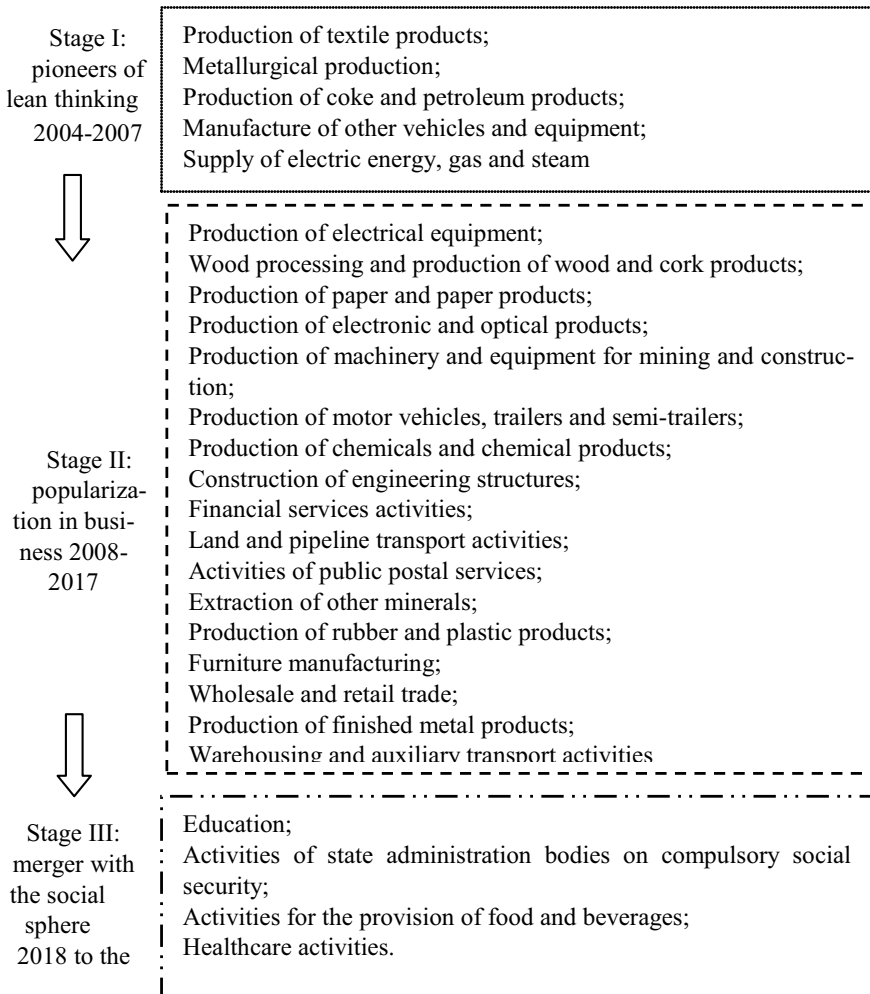 Stage I:
pioneers of
lean thinking
2004-2007
Production of textile products;
Metallurgical production;
Production of coke and petroleum products;
Manufacture of other vehicles and equipment;
Supply of electric energy, gas and steam
Stage II:
populariza-
tion in busi-
ness 2008-
2017
Production of electrical equipment;
Wood processing and production of wood and cork products;
Production of paper and paper products;
Production of electronic and optical products;
Production of machinery and equipment for mining and construc-
tion;
Production of motor vehicles, trailers and semi-trailers;
Production of chemicals and chemical products;
Construction of engineering structures;
Financial services activities;
Land and pipeline transport activities;
Activities of public postal services;
Extraction of other minerals;
Production of rubber and plastic products;
Furniture manufacturing;
Wholesale and retail trade;
Production of finished metal products;
Warehousing and auxiliary transport activities
Stage III:
merger with
the social
sphere
2018 to the
Education;
Activities of state administration bodies on compulsory social
security;
Activities for the provision of food and beverages;
Healthcare activities.